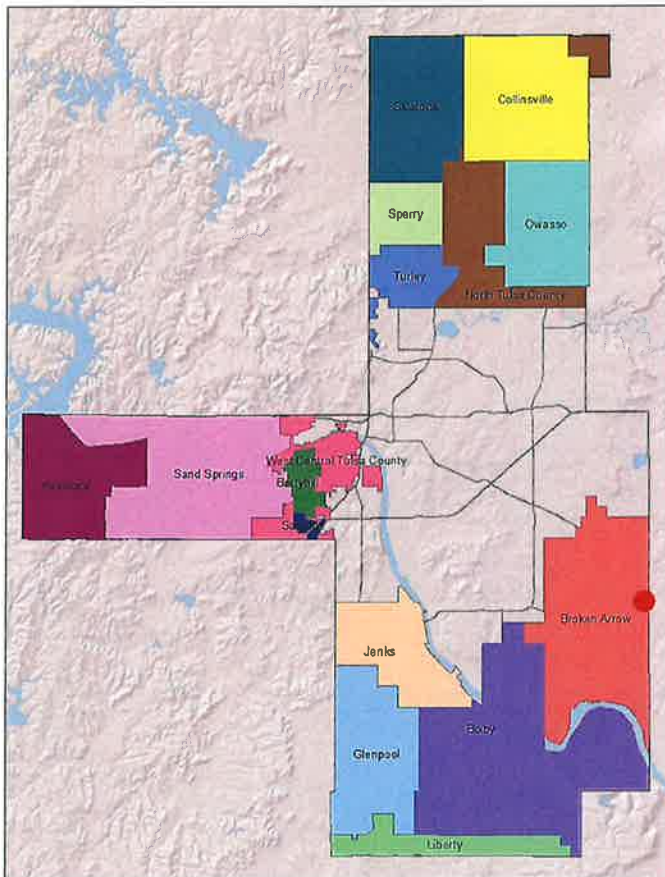 Collinsville
Sperry
Owasso
Turley
North Tulsa County
West Central Tulsa County
Sand Springs
Berryhill
Broken Arrow
Jenks
Bixby
Glenpool
Liberty